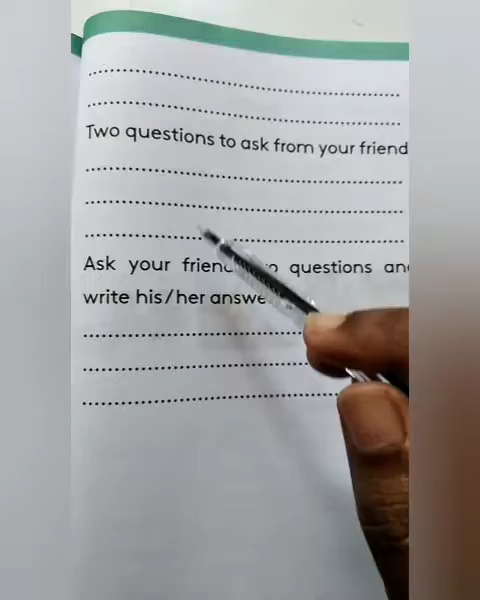 Two questions to ask from your friend
Ask your questions
write his/her